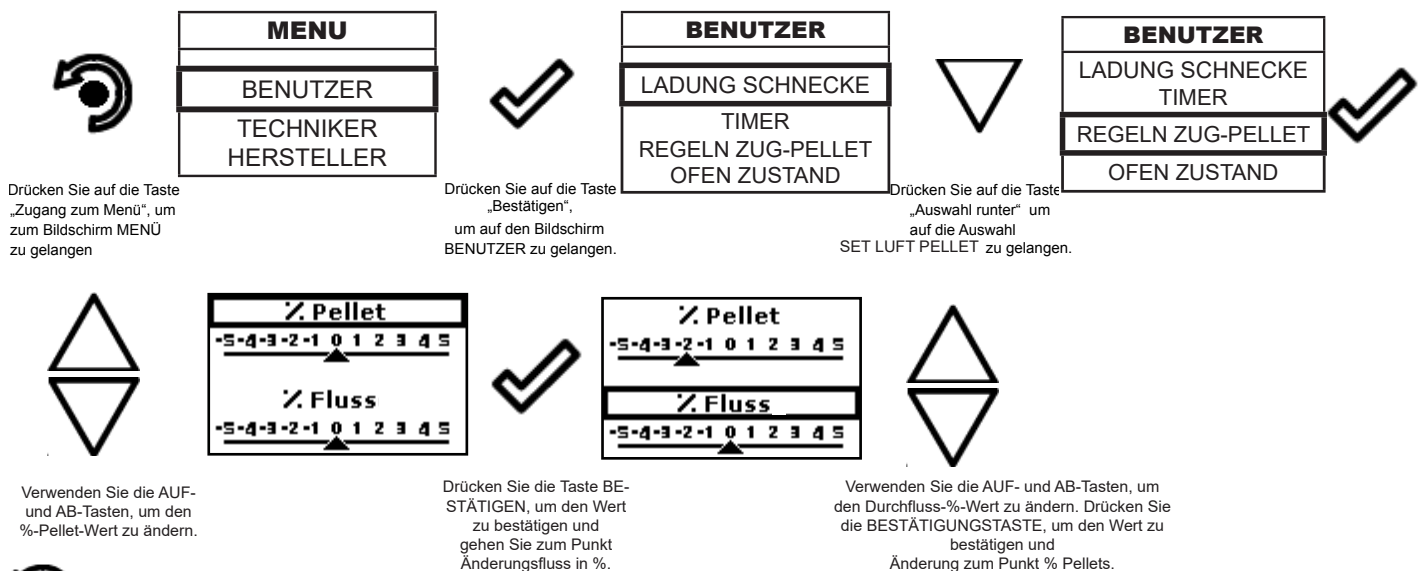 MENU
BENUTZER
TECHNIKER
HERSTELLER
Drücken Sie auf die Taste
„Zugang zum Menü“, um
zum Bildschirm MENÜ
zu gelangen
BENUTZER
LADUNG SCHNECKE
TIMER
REGELN ZUG-PELLET
OFEN ZUSTAND
Drücken Sie auf die Taste
„Bestätigen“,
um auf den Bildschirm
BENUTZER zu gelangen.
BENUTZER
LADUNG SCHNECKE
TIMER
REGELN ZUG-PELLET
OFEN ZUSTAND
Drücken Sie auf die Taste
„Auswahl runter“ um
auf die Auswahl
SET LUFT PELLET zu gelangen.
% Pellet
-5-4-3-2-1 0 1 2 3 4 5
% Fluss
-5-4-3-2-1 0 1 2 3 4 5
Verwenden Sie die AUF-
und AB-Tasten, um den
%-Pellet-Wert zu ändern.
% Pellet
-5-4-3-2-1 0 1 2 3 4 5
% Fluss
-5-4-3-2-1 0 1 2 3 4 5
Drücken Sie die Taste BE-
STÄTIGEN, um den Wert
zu bestätigen und
gehen Sie zum Punkt
Änderungsfluss in %.
Verwenden Sie die AUF- und AB-Tasten, um
den Durchfluss-%-Wert zu ändern. Drücken Sie
die BESTÄTIGUNGSTASTE, um den Wert zu
bestätigen und
Änderung zum Punkt % Pellets.